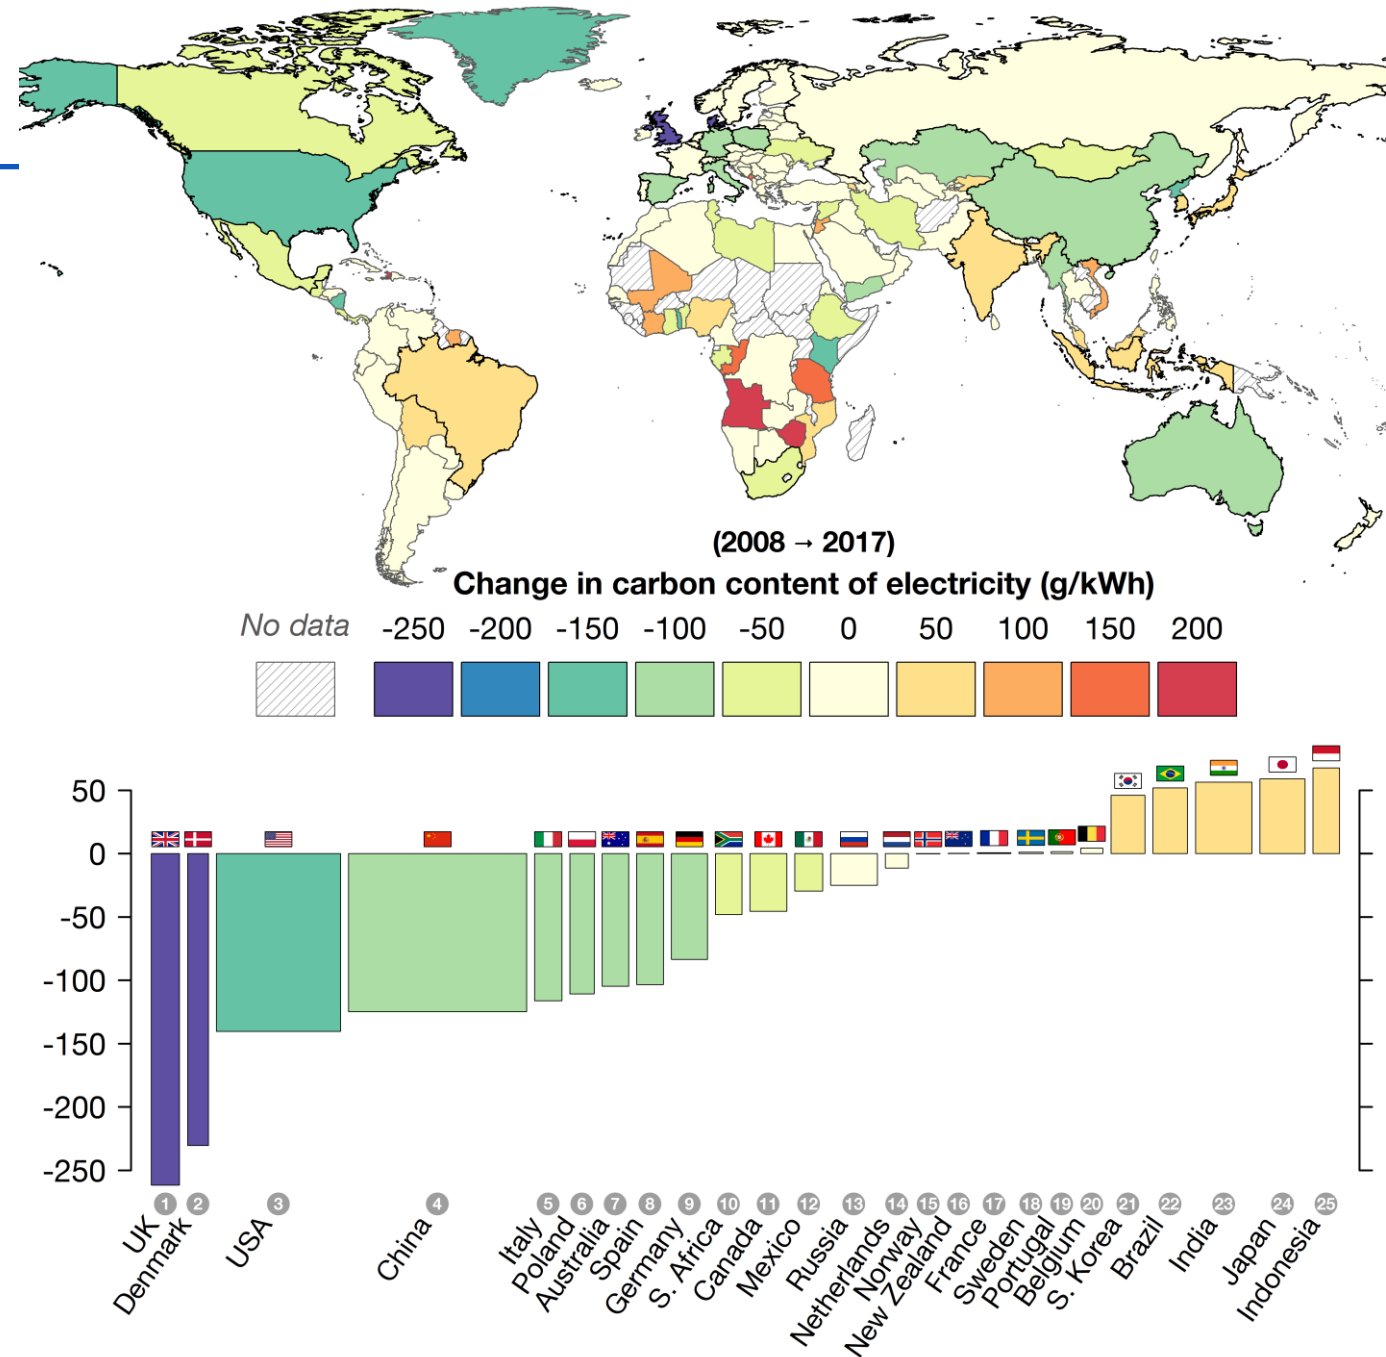 (2008 → 2017)
Change in carbon content of electricity (g/kWh)
No data -250 -200 -150 -100 -50 0 50 100 150 200
50
0
-50
-100
-150
-200
-250
UK 1
Denmark 2
USA 3
China 4
Italy 5
Poland 6
Australia 7
Spain 8
Germany 9
S. Africa 10
Canada 11
Mexico 12
Russia 13
Netherlands 14
Norway 15
New Zealand 16
France 17
Sweden 18
Portugal 19
Belgium 20
S. Korea 21
Brazil 22
India 23
Japan 24
Indonesia 25